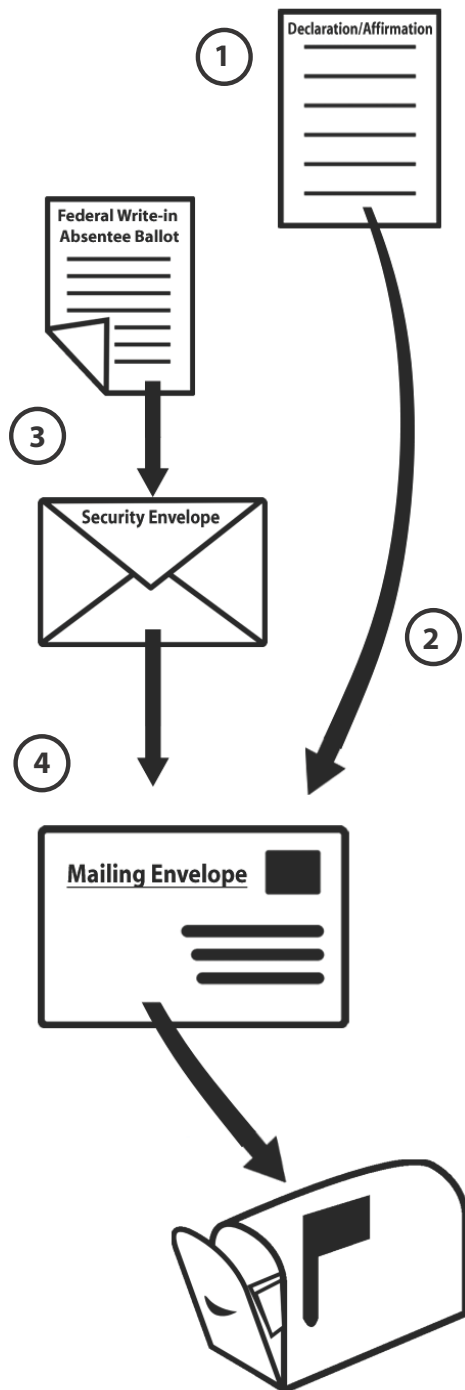 1
Declaration/Affirmation
Federal Write-in
Absentee Ballot
3
Security Envelope
2
4
Mailing Envelope